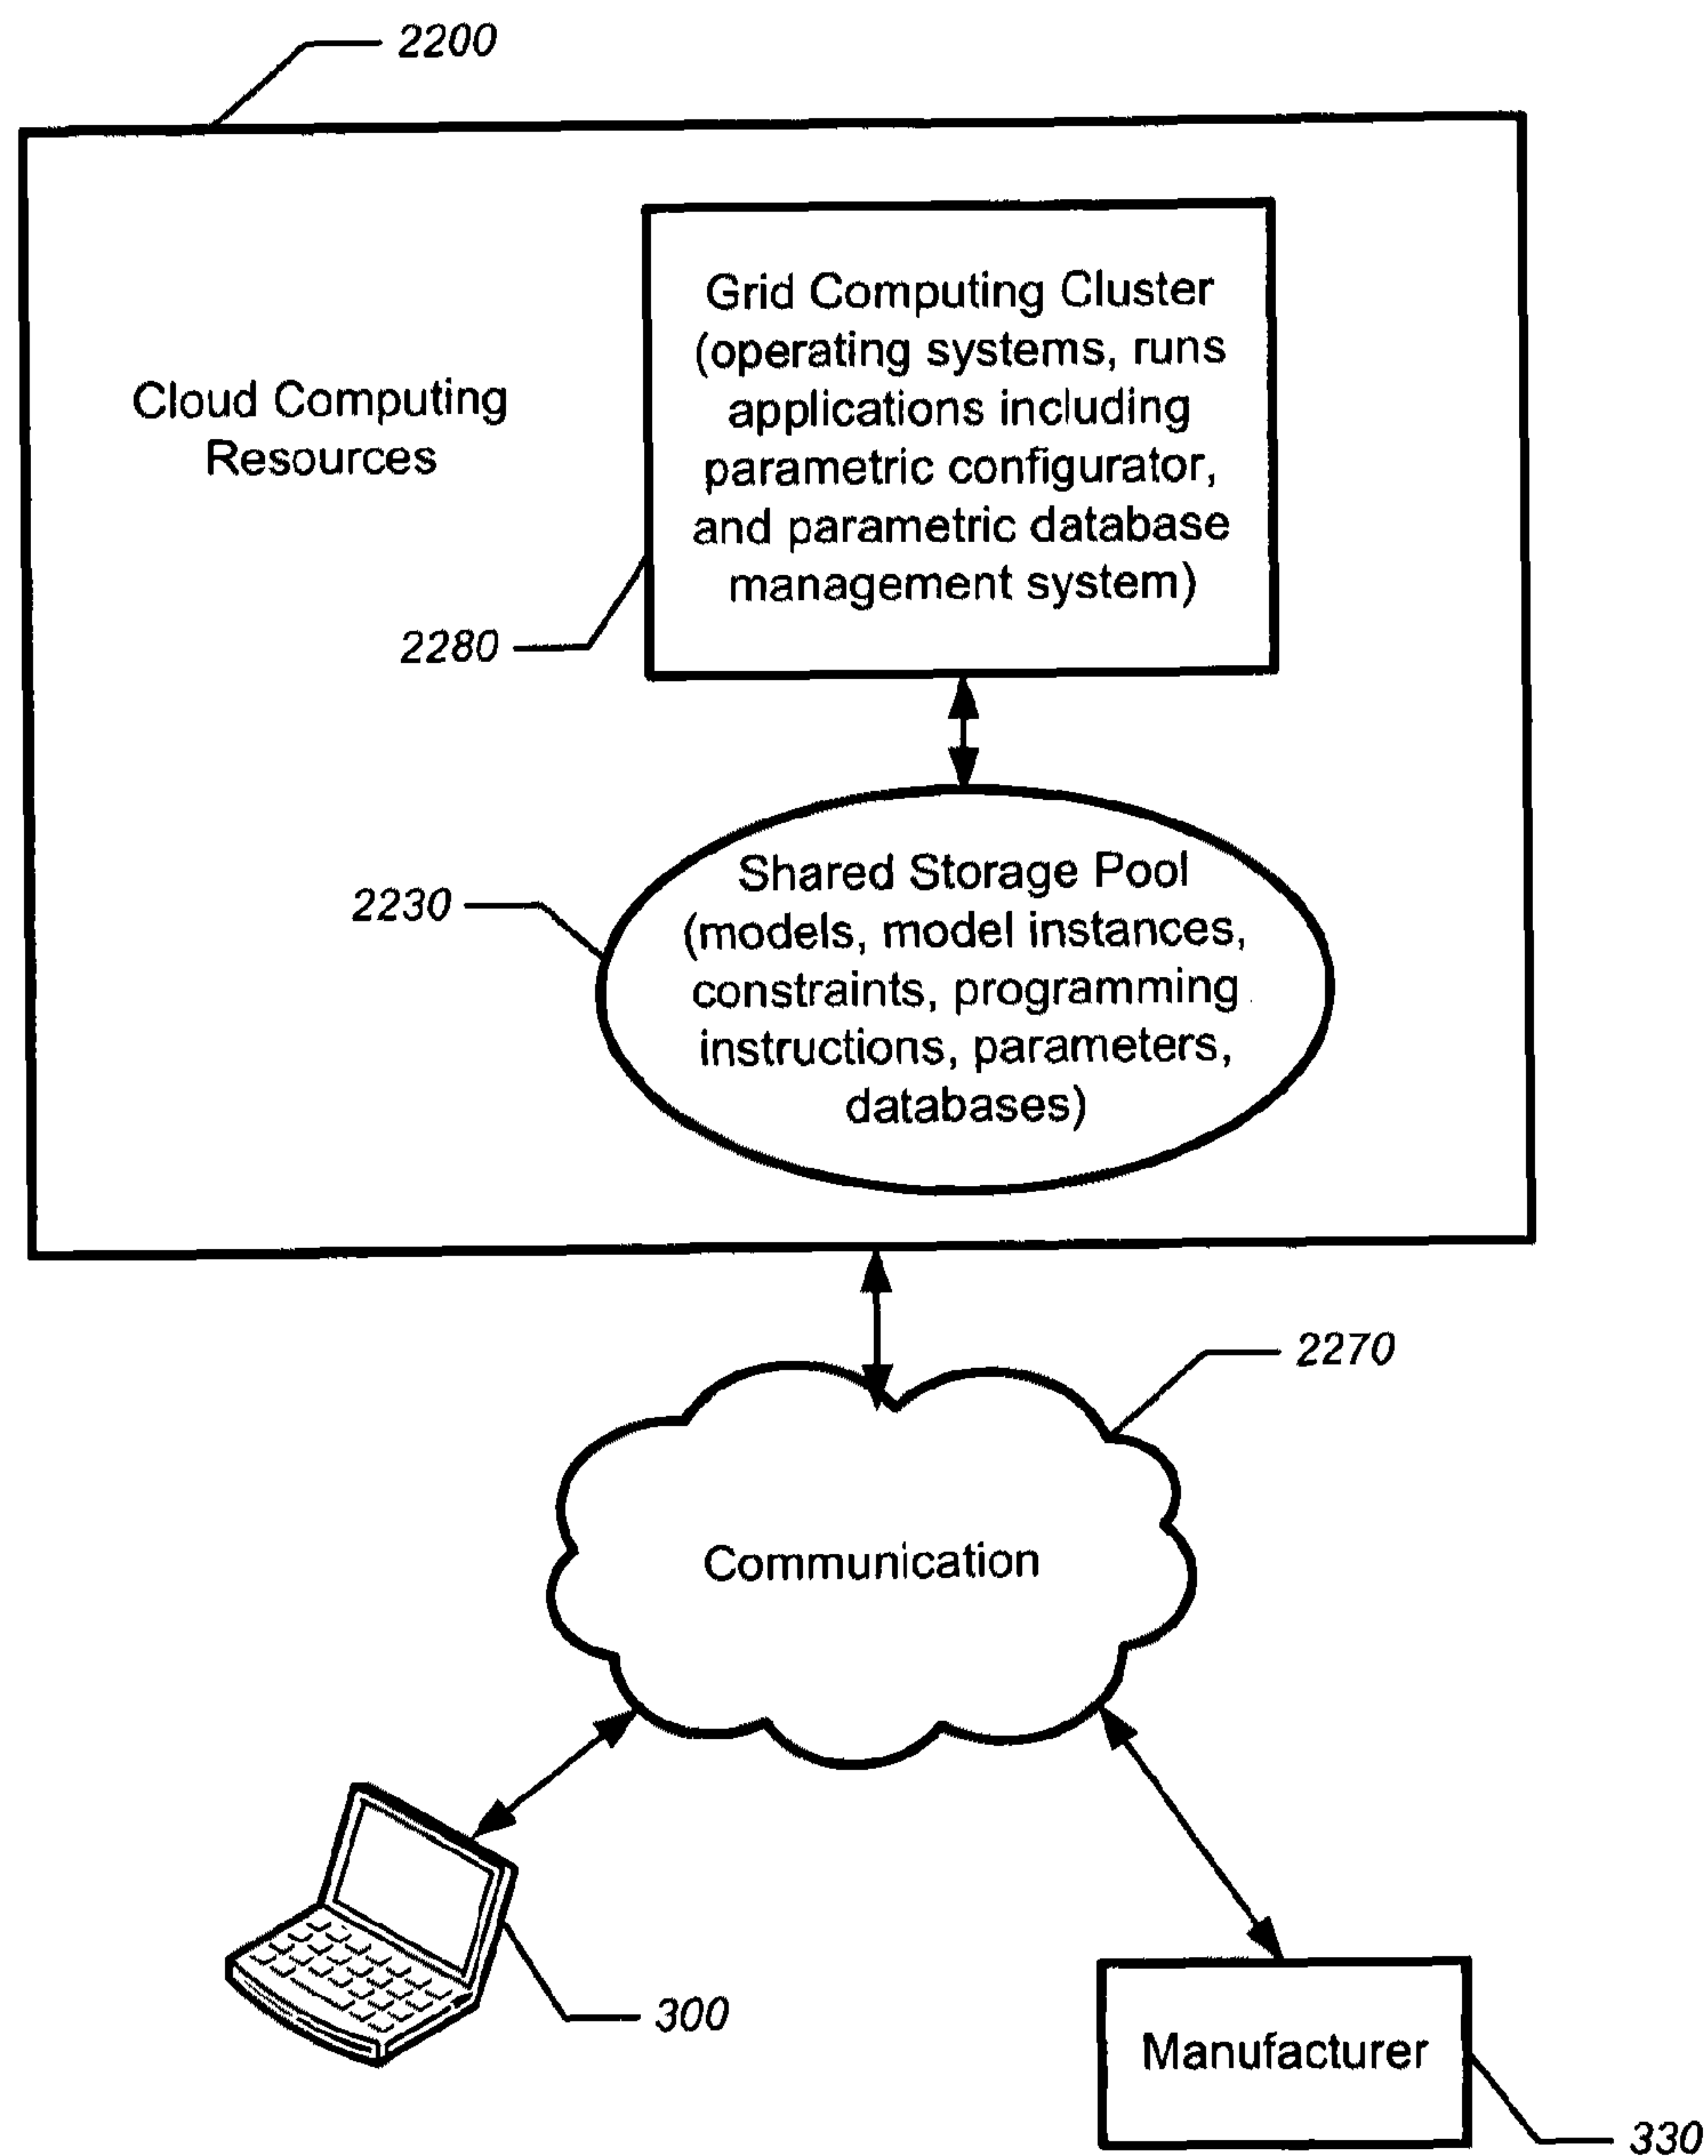 2200
Cloud Computing
Resources
Grid Computing Cluster
(operating systems, runs
applications including
parametric configurator,
and parametric database
management system)
2280
Shared Storage Pool
(models, model instances,
constraints, programming
instructions, parameters,
databases)
2230
2270
Communication
300
Manufacturer
330